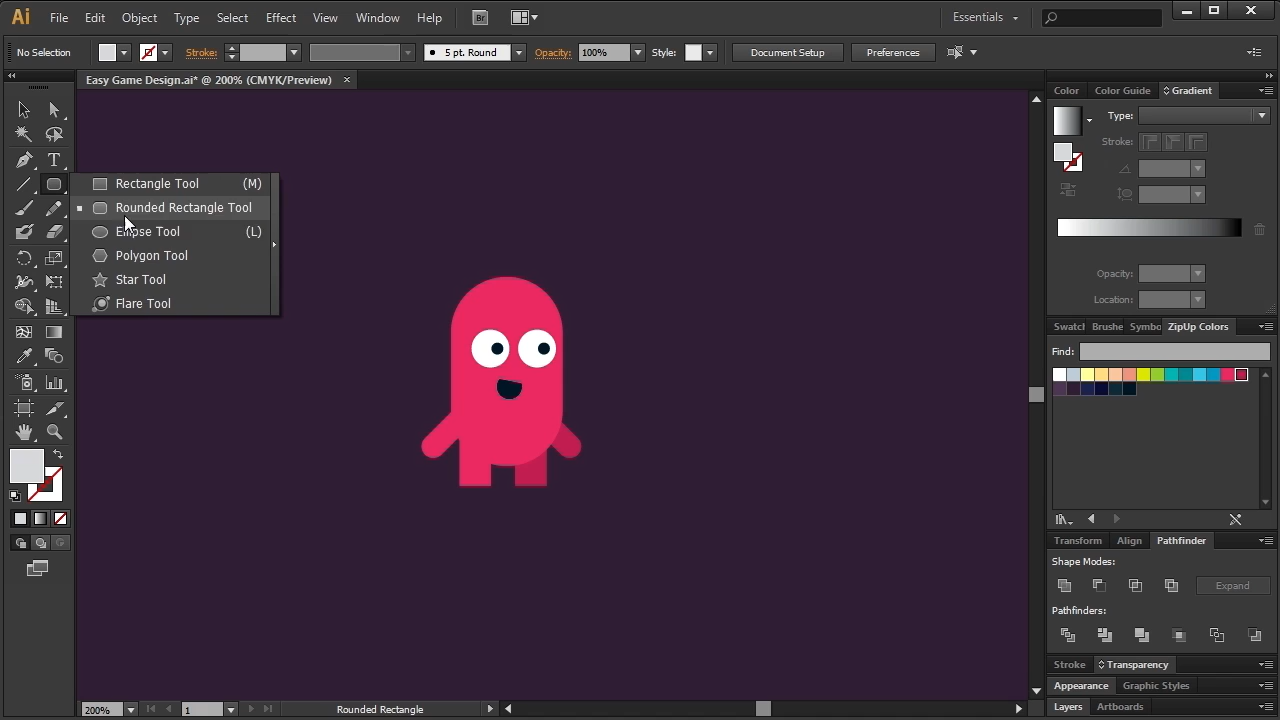 Ai File Edit Object Type Select Effect View Window Help Br Essentials
No Selection Stroke: 5 pt. Round Opacity: 100% Style: Document Setup Preferences
Easy Game Design.ai* @ 200% (CMYK/Preview) ×
Color Color Guide Gradient
Type:
Stroke:
T
Rectangle Tool (M)
Rounded Rectangle Tool
Ellipse Tool (L)
Polygon Tool
Star Tool
Flare Tool
Opacity:
Location:
Swatcl Brushe Symbo ZipUp Colors
Find:
Transform Align Pathfinder
Shape Modes:
Expand
Pathfinders:
Stroke Transparency
Appearance Graphic Styles
Layers Artboards
200% 1 Rounded Rectangle